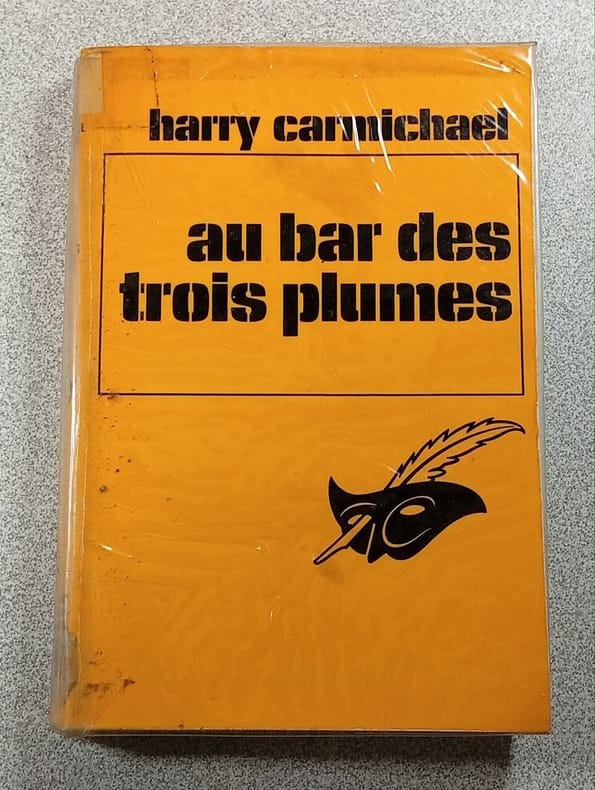 harry carmichael
au bar des
trois plumes